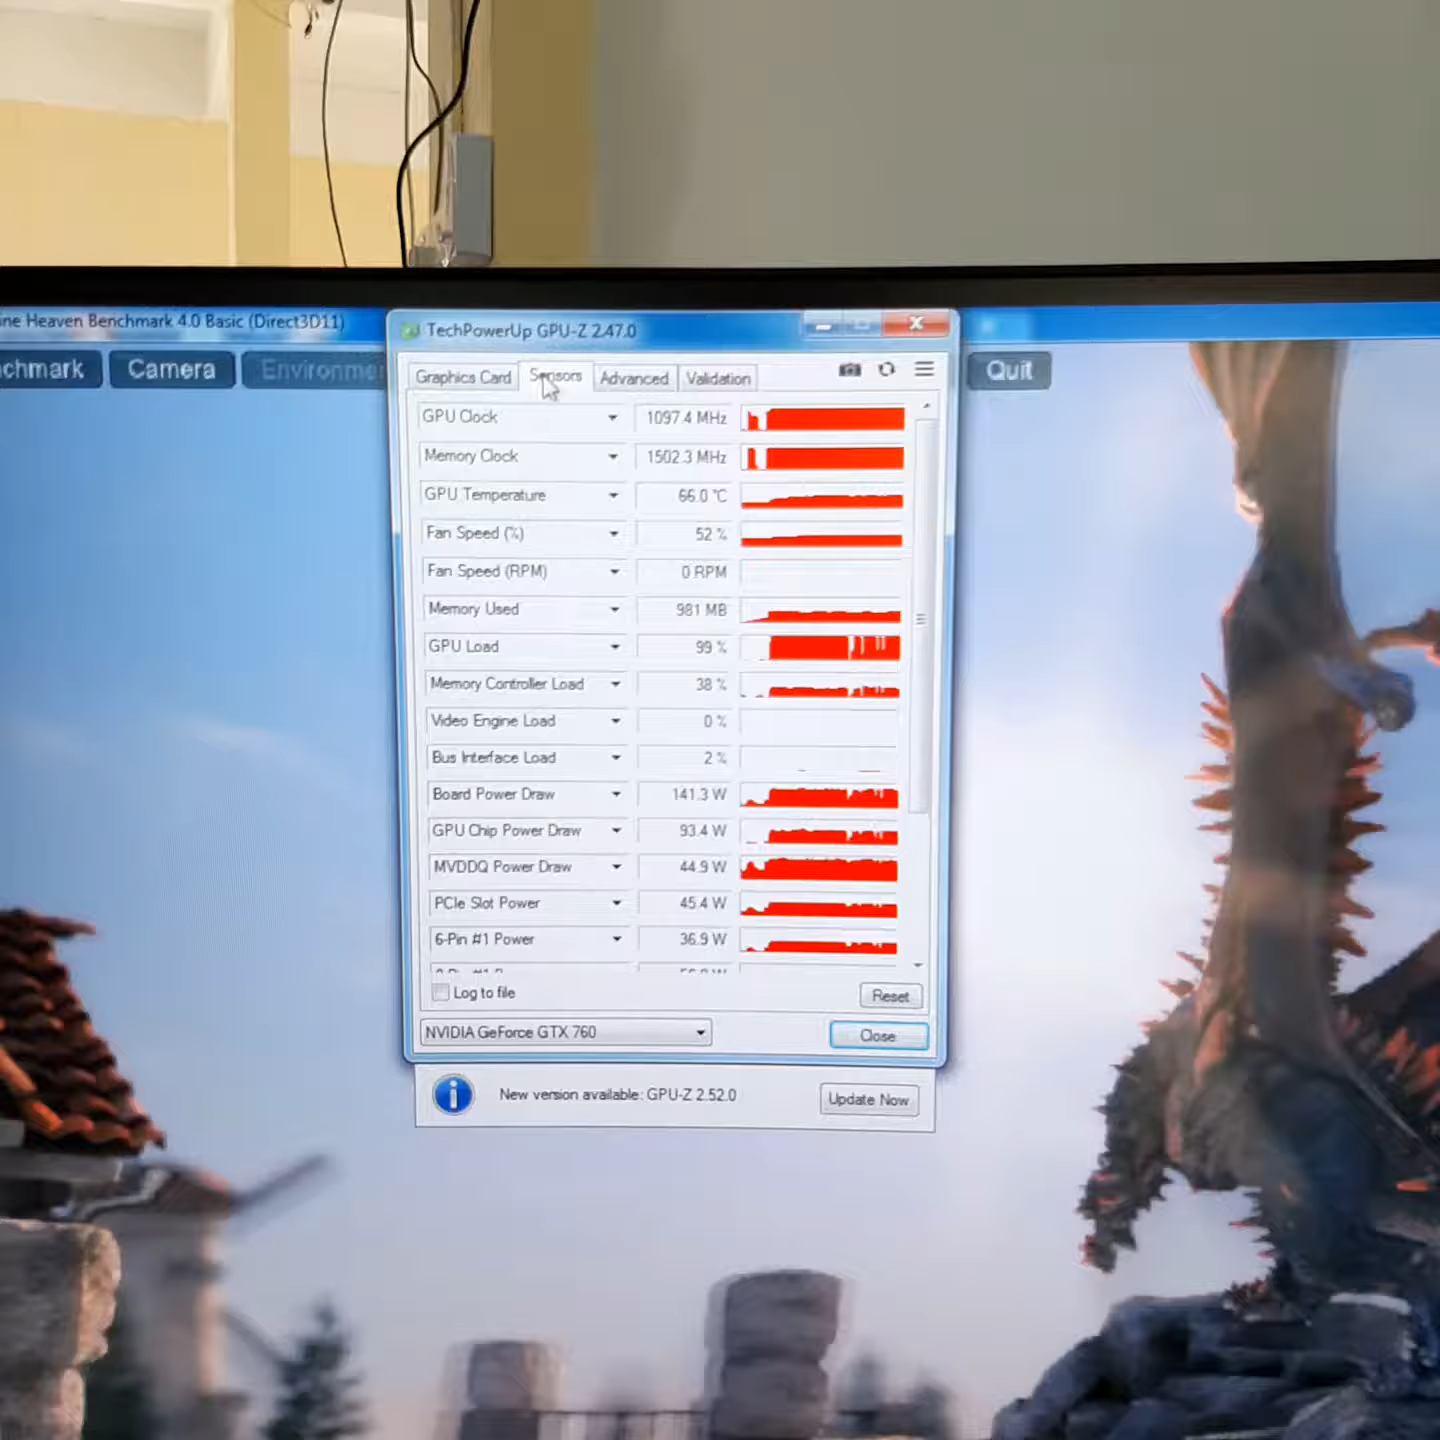 ine Heaven Benchmark 4.0 Basic (Direct3D11)
TechPowerUp GPU-Z 2.47.0
nchmark
Camera
Environme
Quit
Graphics Card
Sensors
Advanced
Validation
GPU Clock 1097.4 MHz
Memory Clock 1502.3 MHz
GPU Temperature 66.0 °C
Fan Speed (%) 52 %
Fan Speed (RPM) 0 RPM
Memory Used 981 MB
GPU Load 99 %
Memory Controller Load 38 %
Video Engine Load 0 %
Bus Interface Load 2 %
Board Power Draw 141.3 W
GPU Chip Power Draw 93.4 W
MVDDQ Power Draw 44.9 W
PCIe Slot Power 45.4 W
6-Pin #1 Power 36.9 W
Log to file
Reset
NVIDIA GeForce GTX 760
Close
New version available: GPU-Z 2.52.0
Update Now